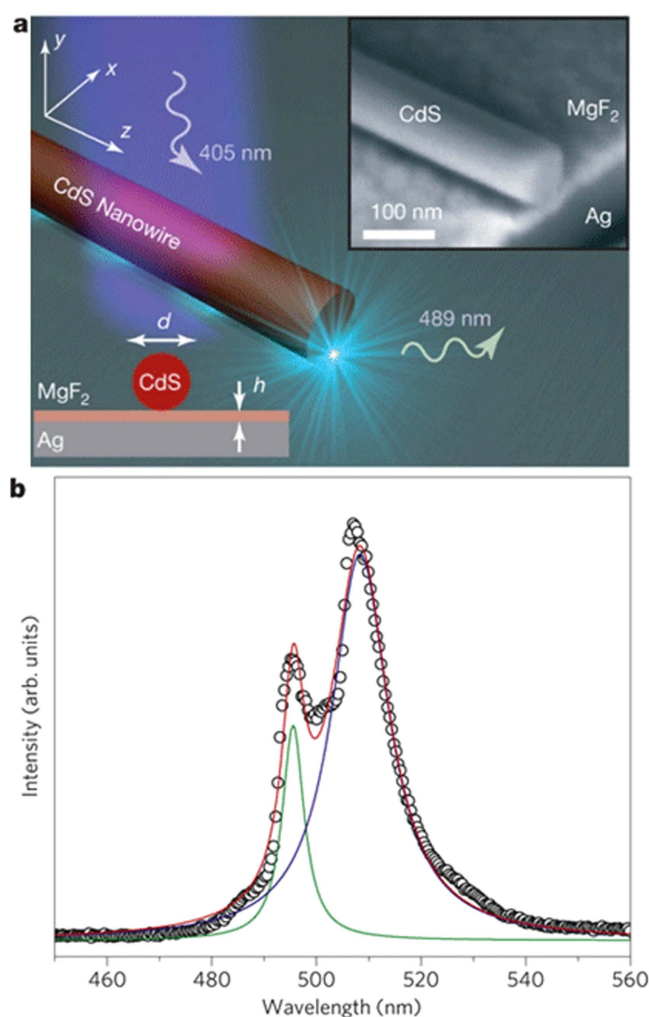 a
y
x
z
405 nm
CdS Nanowire
CdS
MgF2
100 nm
Ag
489 nm
d
CdS
h
MgF2
Ag
b
Intensity (arb. units)
460 480 500 520 540 560
Wavelength (nm)